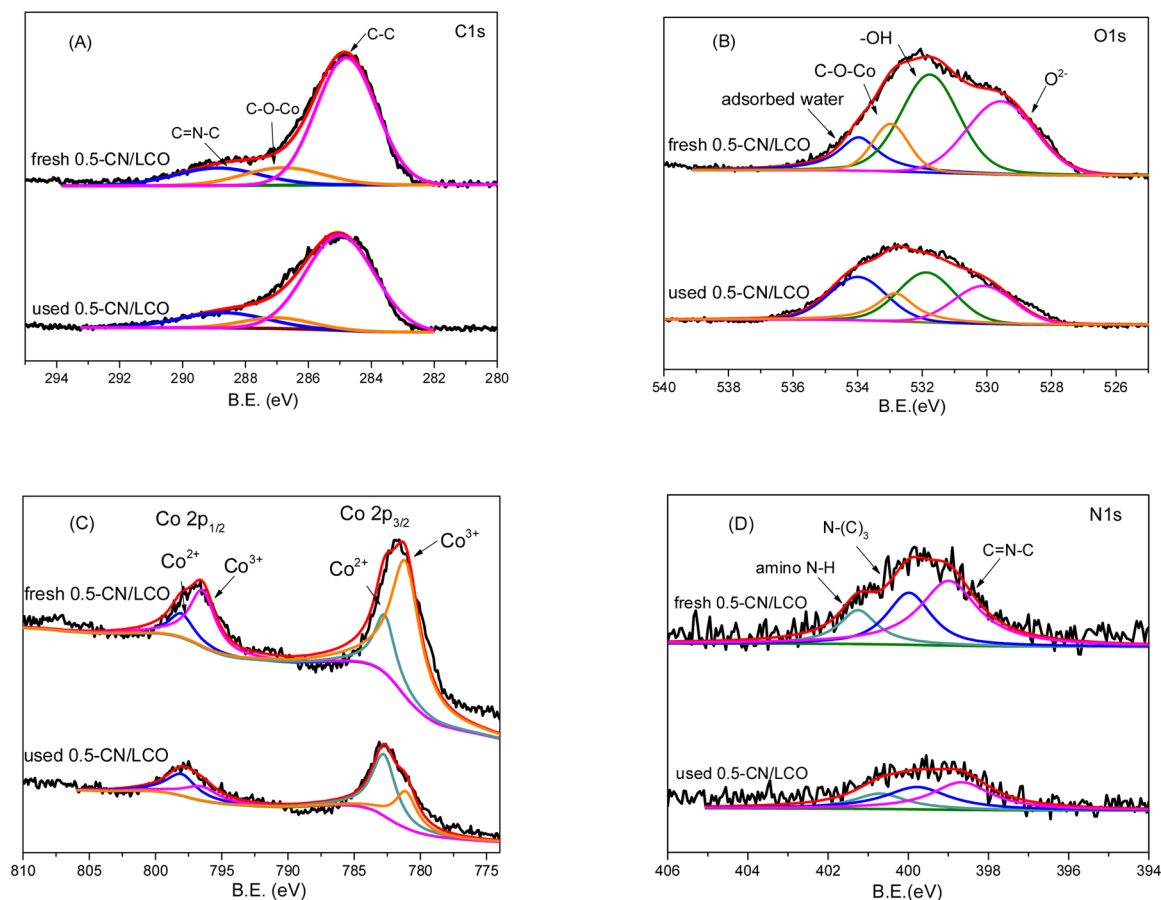 (A)
C1s
C-C
C-O-Co
C=N-C
fresh 0.5-CN/LCO
used 0.5-CN/LCO
294 292 290 288 286 284 282 280
B.E. (eV)
(B)
O1s
-OH
C-O-Co
O²⁻
adsorbed water
fresh 0.5-CN/LCO
used 0.5-CN/LCO
540 538 536 534 532 530 528 526
B.E.(eV)
(C)
Co 2p₁/₂
Co 2p₃/₂
Co²⁺
Co³⁺
Co²⁺
Co³⁺
fresh 0.5-CN/LCO
used 0.5-CN/LCO
810 805 800 795 790 785 780 775
B.E. (eV)
(D)
N1s
N-(C)₃
C=N-C
amino N-H
fresh 0.5-CN/LCO
used 0.5-CN/LCO
406 404 402 400 398 396 394
B.E. (eV)